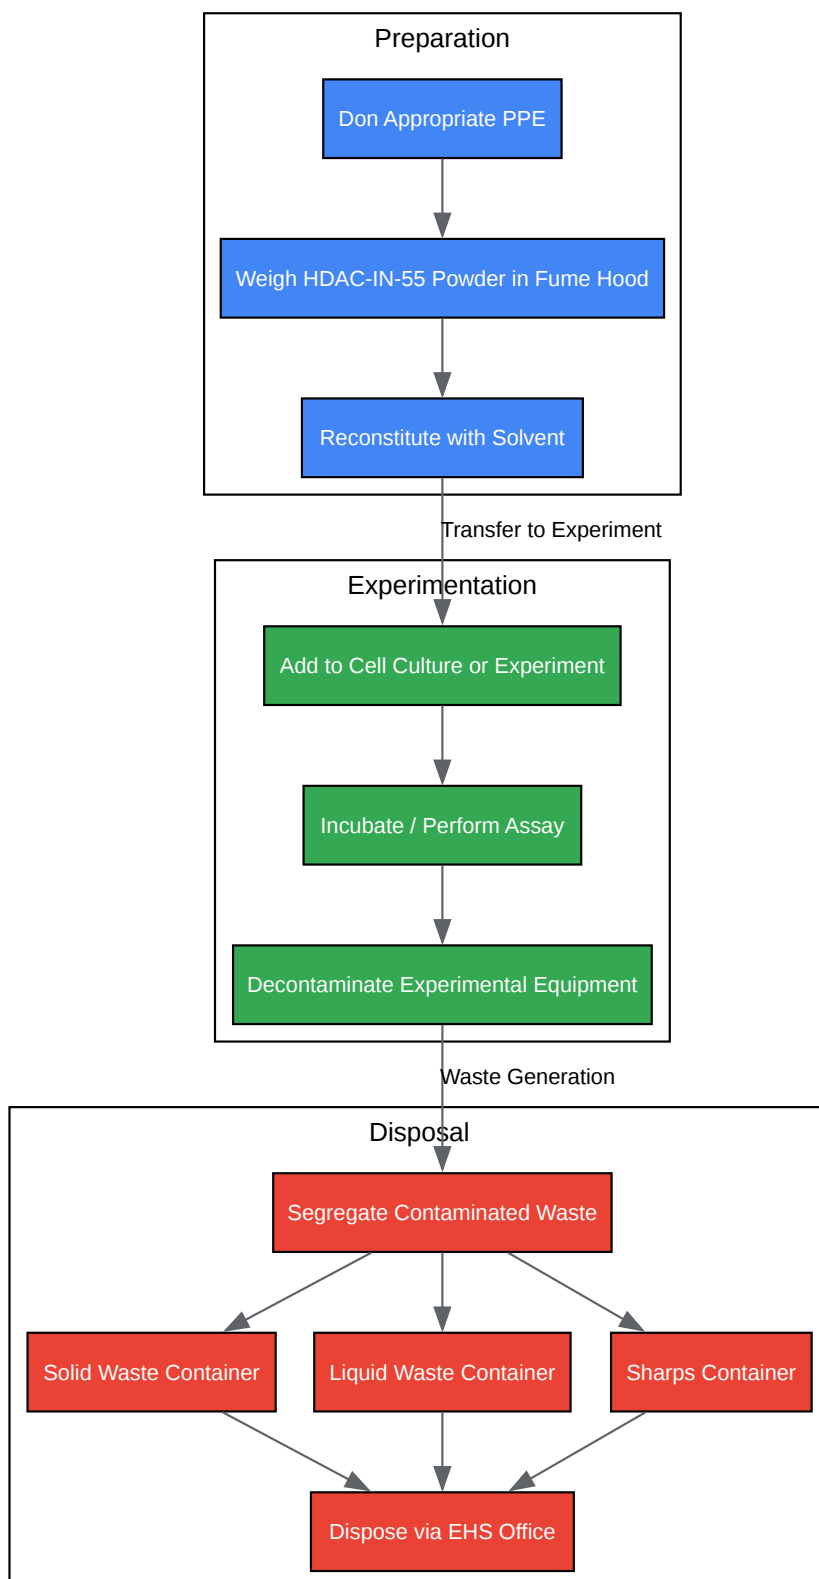 Preparation
Don Appropriate PPE
Weigh HDAC-IN-55 Powder in Fume Hood
Reconstitute with Solvent
Transfer to Experiment
Experimentation
Add to Cell Culture or Experiment
Incubate / Perform Assay
Decontaminate Experimental Equipment
Waste Generation
Disposal
Segregate Contaminated Waste
Solid Waste Container
Liquid Waste Container
Sharps Container
Dispose via EHS Office